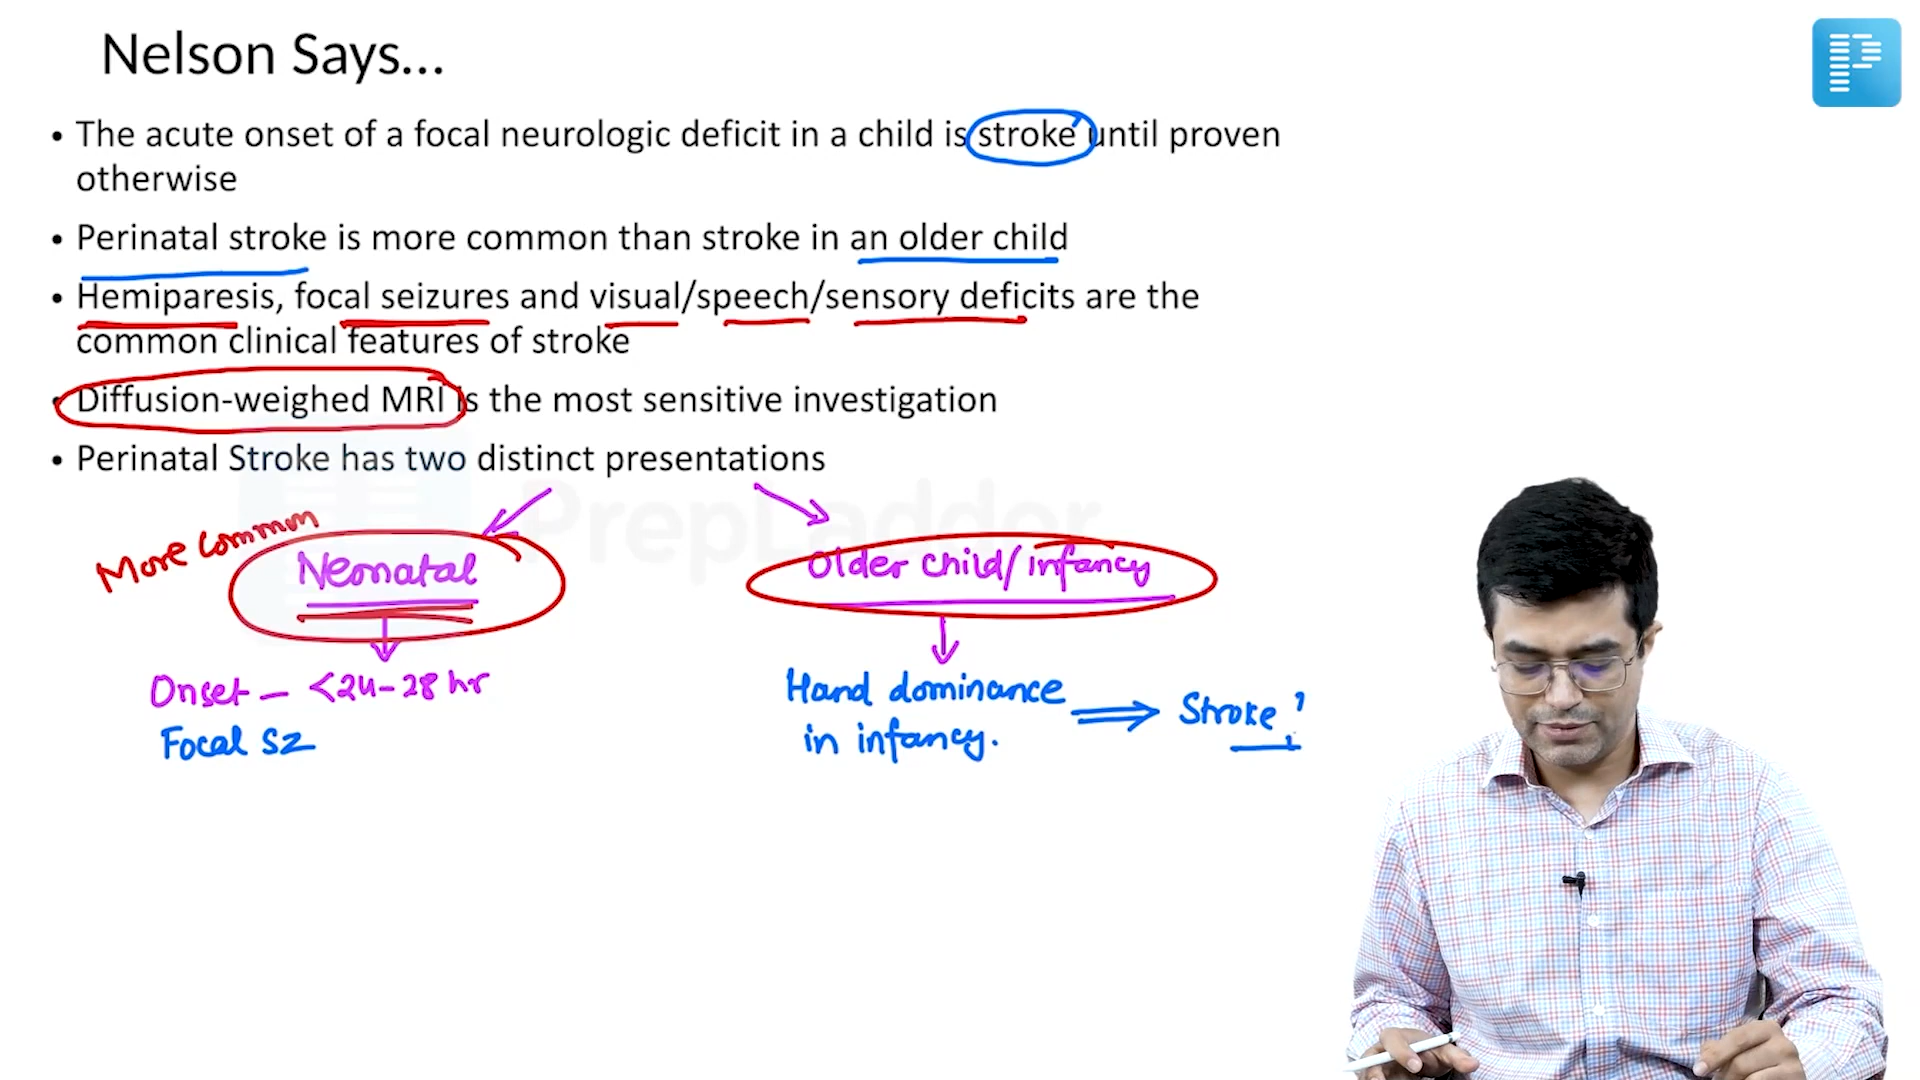 Nelson Says...
• The acute onset of a focal neurologic deficit in a child is stroke until proven
otherwise
• Perinatal stroke is more common than stroke in an older child
• Hemiparesis, focal seizures and visual/speech/sensory deficits are the
common clinical features of stroke
• Diffusion-weighed MRI is the most sensitive investigation
• Perinatal Stroke has two distinct presentations
PrepLadder
More common
Neonatal
Older child/infancy
Onset - <24-28 hr
Focal SZ
Hand dominance
in infancy.
⇒ Stroke?